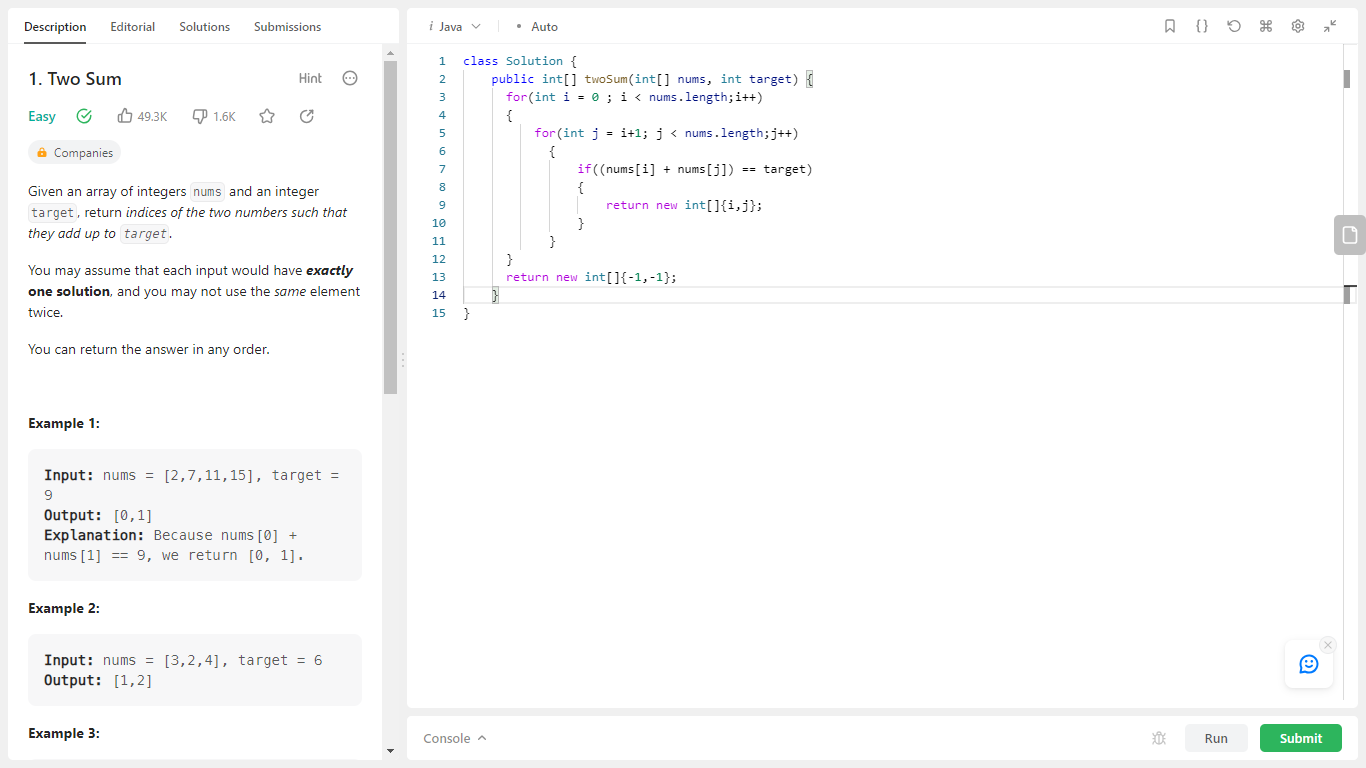 Description Editorial Solutions Submissions
1. Two Sum Hint
Easy 49.3K 1.6K
Companies
Given an array of integers nums and an integer
target, return indices of the two numbers such that
they add up to target.
You may assume that each input would have exactly
one solution, and you may not use the same element
twice.
You can return the answer in any order.
Example 1:
Input: nums = [2,7,11,15], target =
9
Output: [0,1]
Explanation: Because nums[0] +
nums[1] == 9, we return [0, 1].
Example 2:
Input: nums = [3,2,4], target = 6
Output: [1,2]
Example 3:
i Java • Auto
1 class Solution {
2 public int[] twoSum(int[] nums, int target) {
3 for(int i = 0 ; i < nums.length;i++)
4 {
5 for(int j = i+1; j < nums.length;j++)
6 {
7 if((nums[i] + nums[j]) == target)
8 {
9 return new int[]{i,j};
10 }
11 }
12 }
13 return new int[]{-1,-1};
14 }
15 }
Console Run Submit